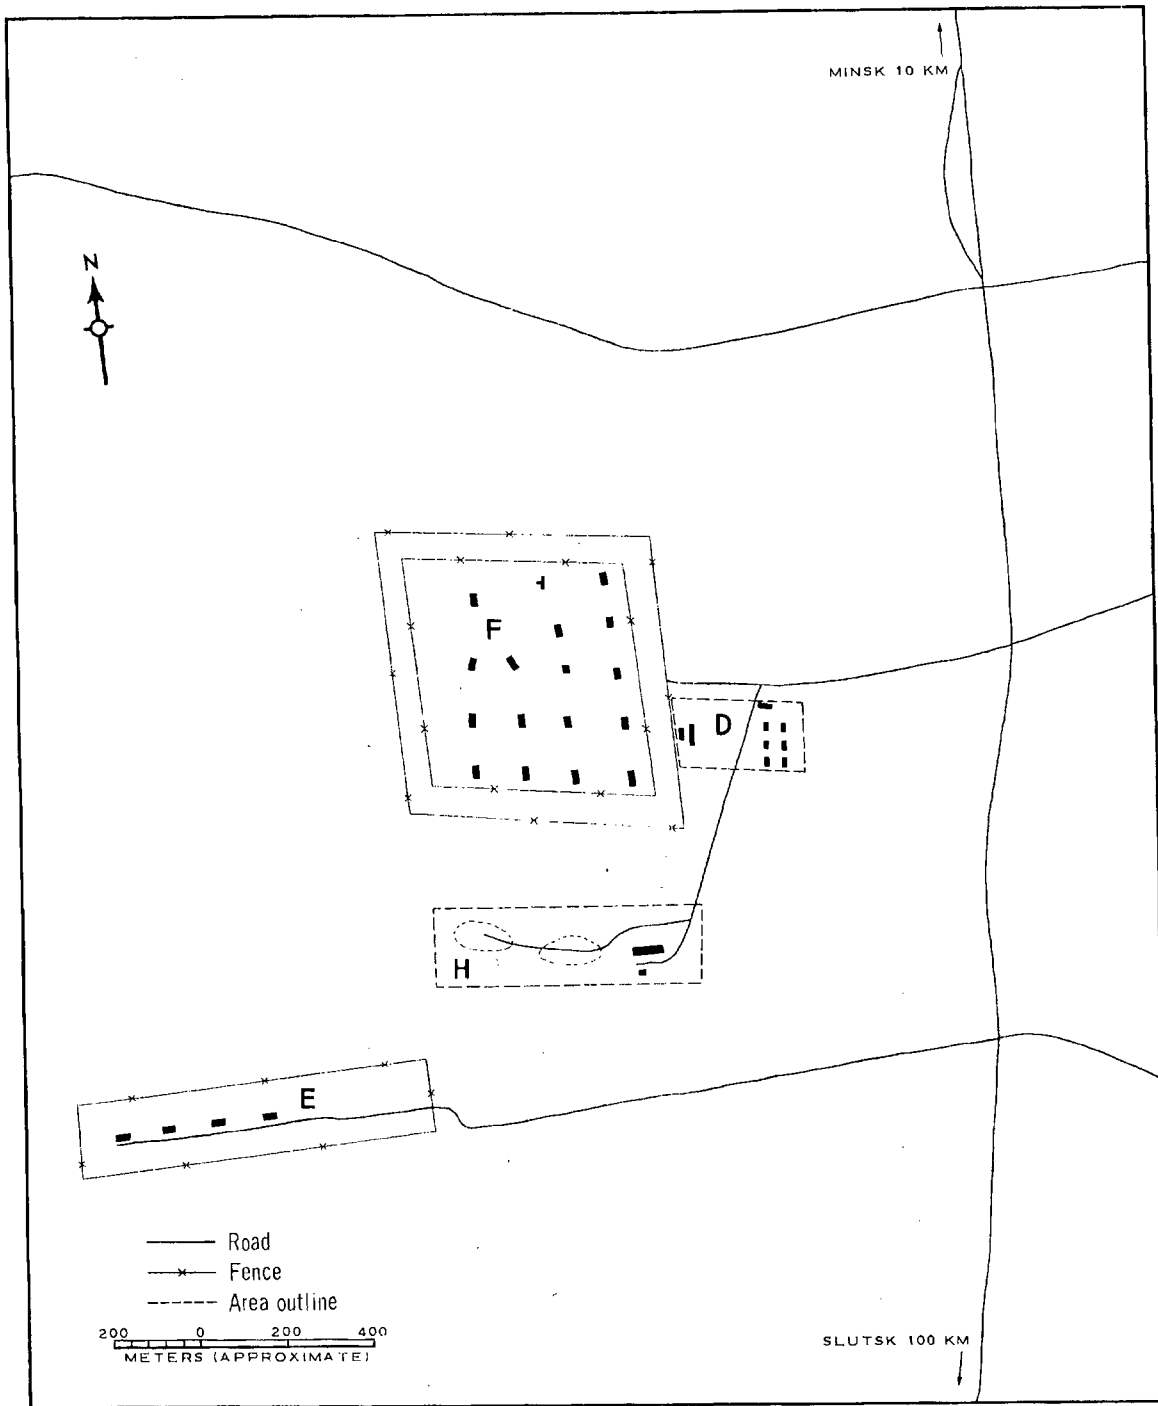 MINSK 10 KM
N
F
D
H
E
Road
Fence
Area outline
200 0 200 400
METERS (APPROXIMATE)
SLUTSK 100 KM